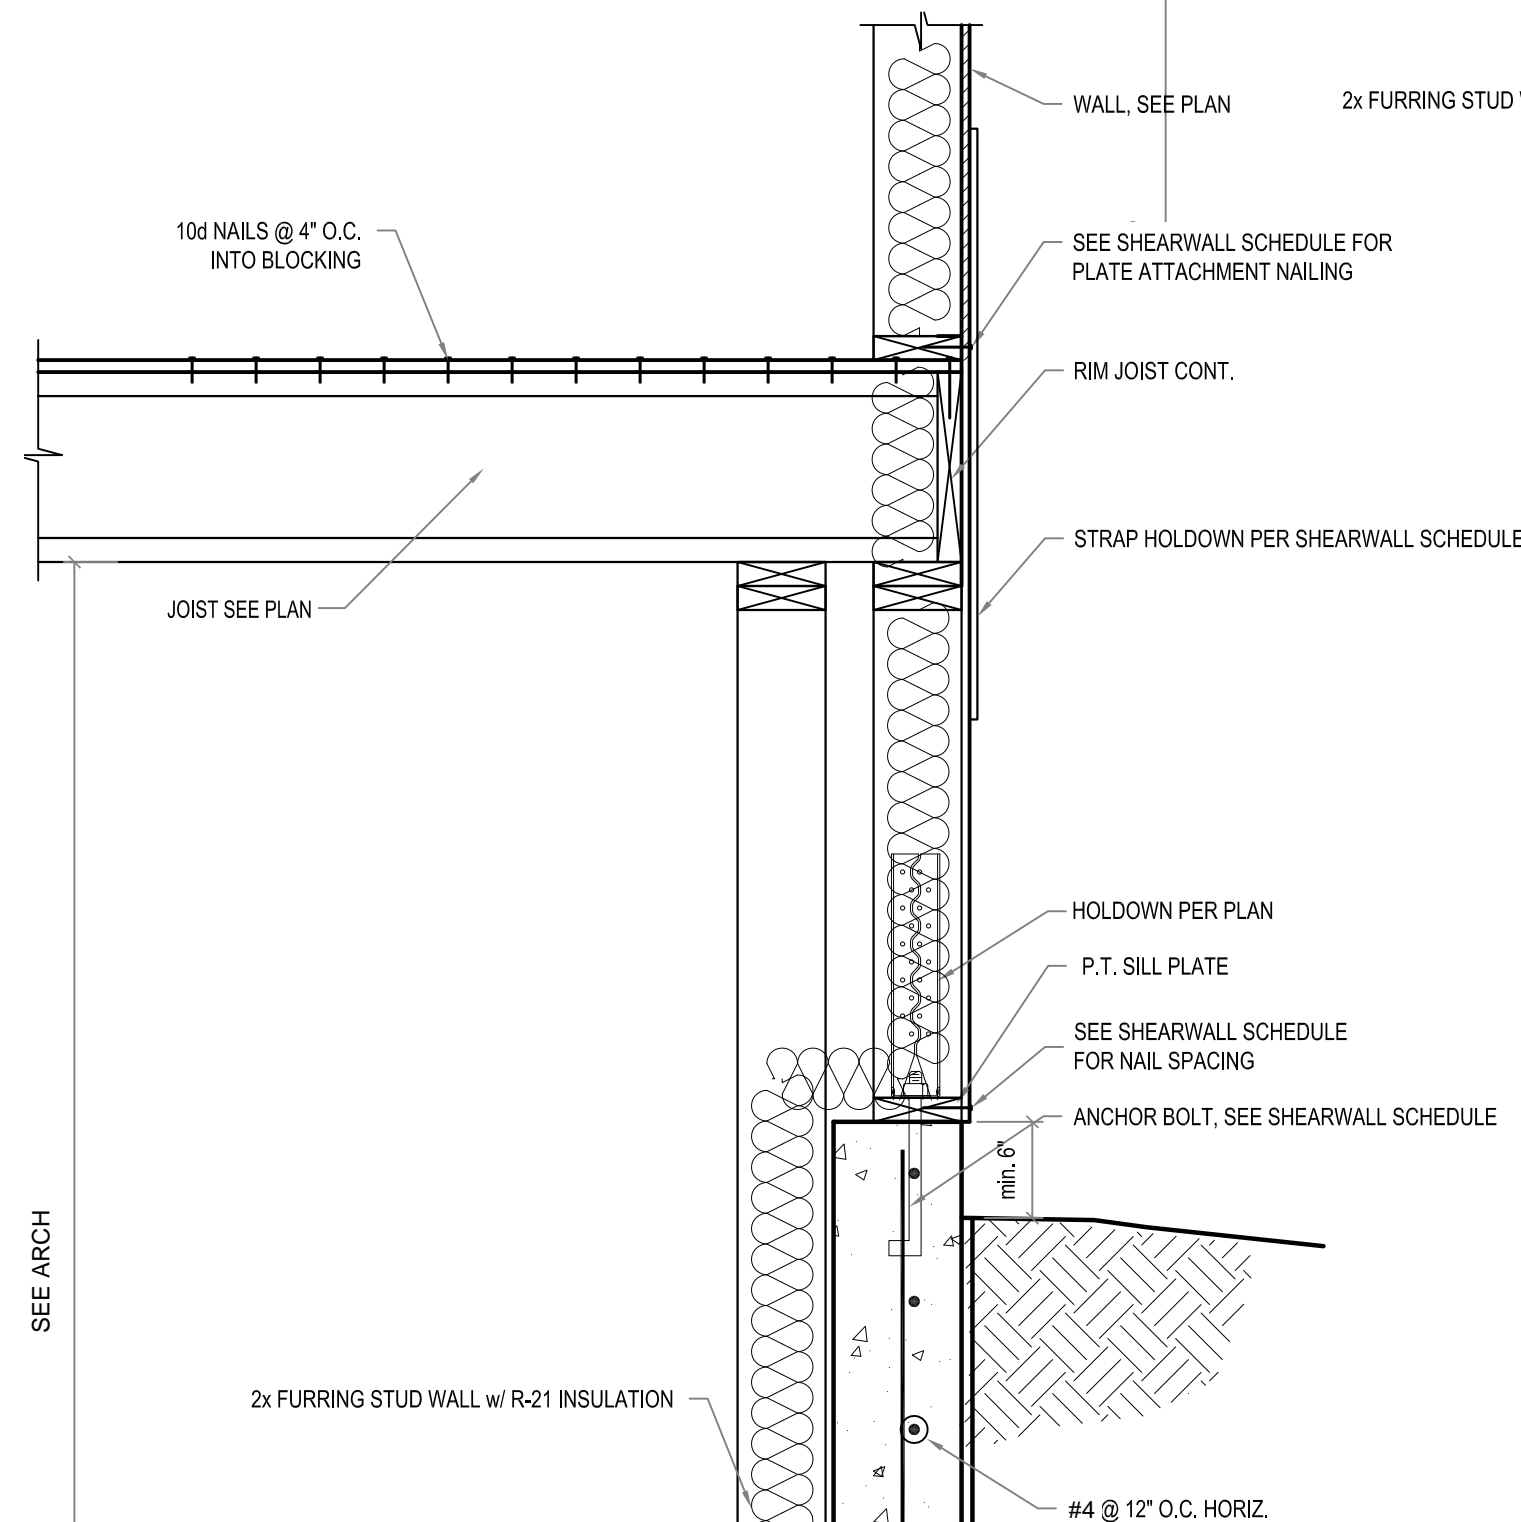 WALL, SEE PLAN
2x FURRING STUD
10d NAILS @ 4" O.C.
INTO BLOCKING
SEE SHEARWALL SCHEDULE FOR
PLATE ATTACHMENT NAILING
RIM JOIST CONT.
STRAP HOLDOWN PER SHEARWALL SCHEDULE
JOIST SEE PLAN
HOLDOWN PER PLAN
P.T. SILL PLATE
SEE SHEARWALL SCHEDULE
FOR NAIL SPACING
ANCHOR BOLT, SEE SHEARWALL SCHEDULE
min. 6"
SEE ARCH
2x FURRING STUD WALL w/ R-21 INSULATION
#4 @ 12" O.C. HORIZ.